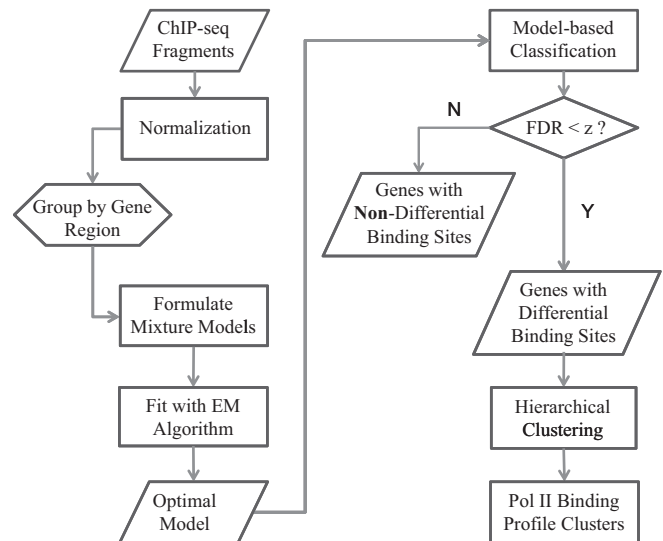 ChIP-seq
Fragments
Normalization
Group by Gene
Region
Formulate
Mixture Models
Fit with EM
Algorithm
Optimal
Model
Model-based
Classification
FDR < z ?
N
Genes with
Non-Differential
Binding Sites
Y
Genes with
Differential
Binding Sites
Hierarchical
Clustering
Pol II Binding
Profile Clusters